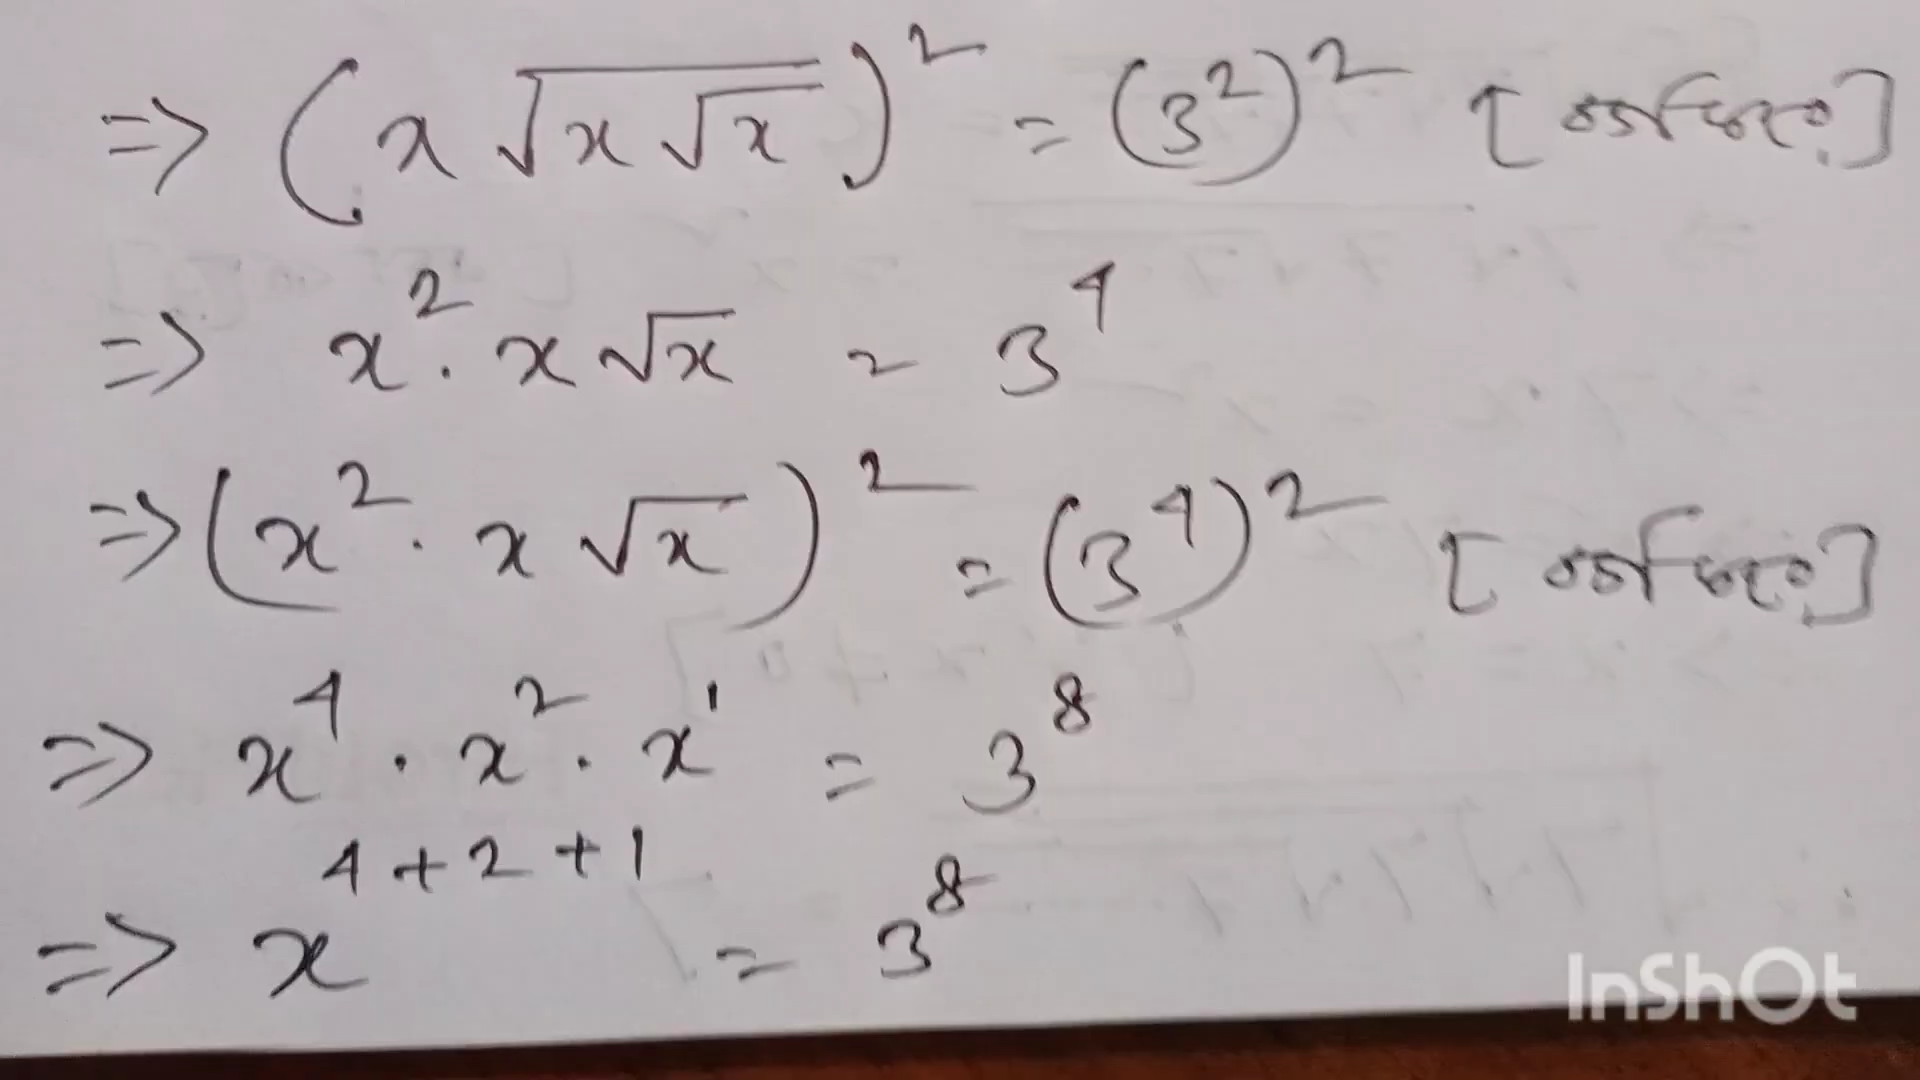 ⇒ (x√(x√x))² = (3²)² [বর্গ করে]
⇒ x² . x√x = 3⁴
⇒ (x² . x√x)² = (3⁴)² [বর্গ করে]
⇒ x⁴ . x² . x¹ = 3⁸
⇒ x⁴⁺²⁺¹ = 3⁸
InShOt